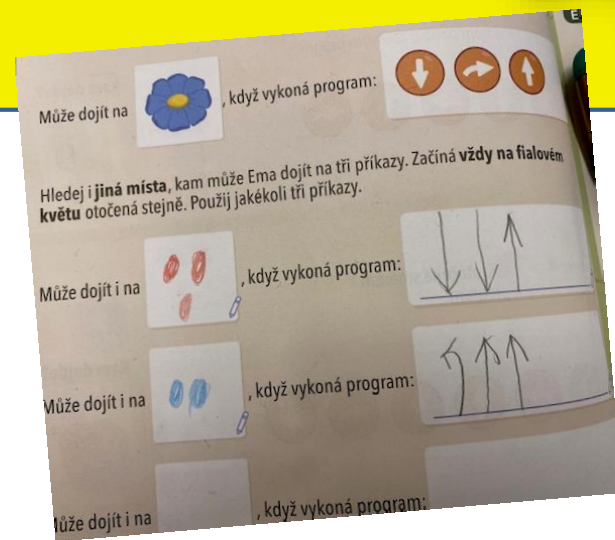 E
Může dojít na , když vykoná program:
Hledej i jiná místa, kam může Ema dojít na tři příkazy. Začíná vždy na fialovém
květu otočená stejně. Použij jakékoli tři příkazy.
Může dojít i na , když vykoná program:
Může dojít i na , když vykoná program:
Může dojít i na , když vykoná program: